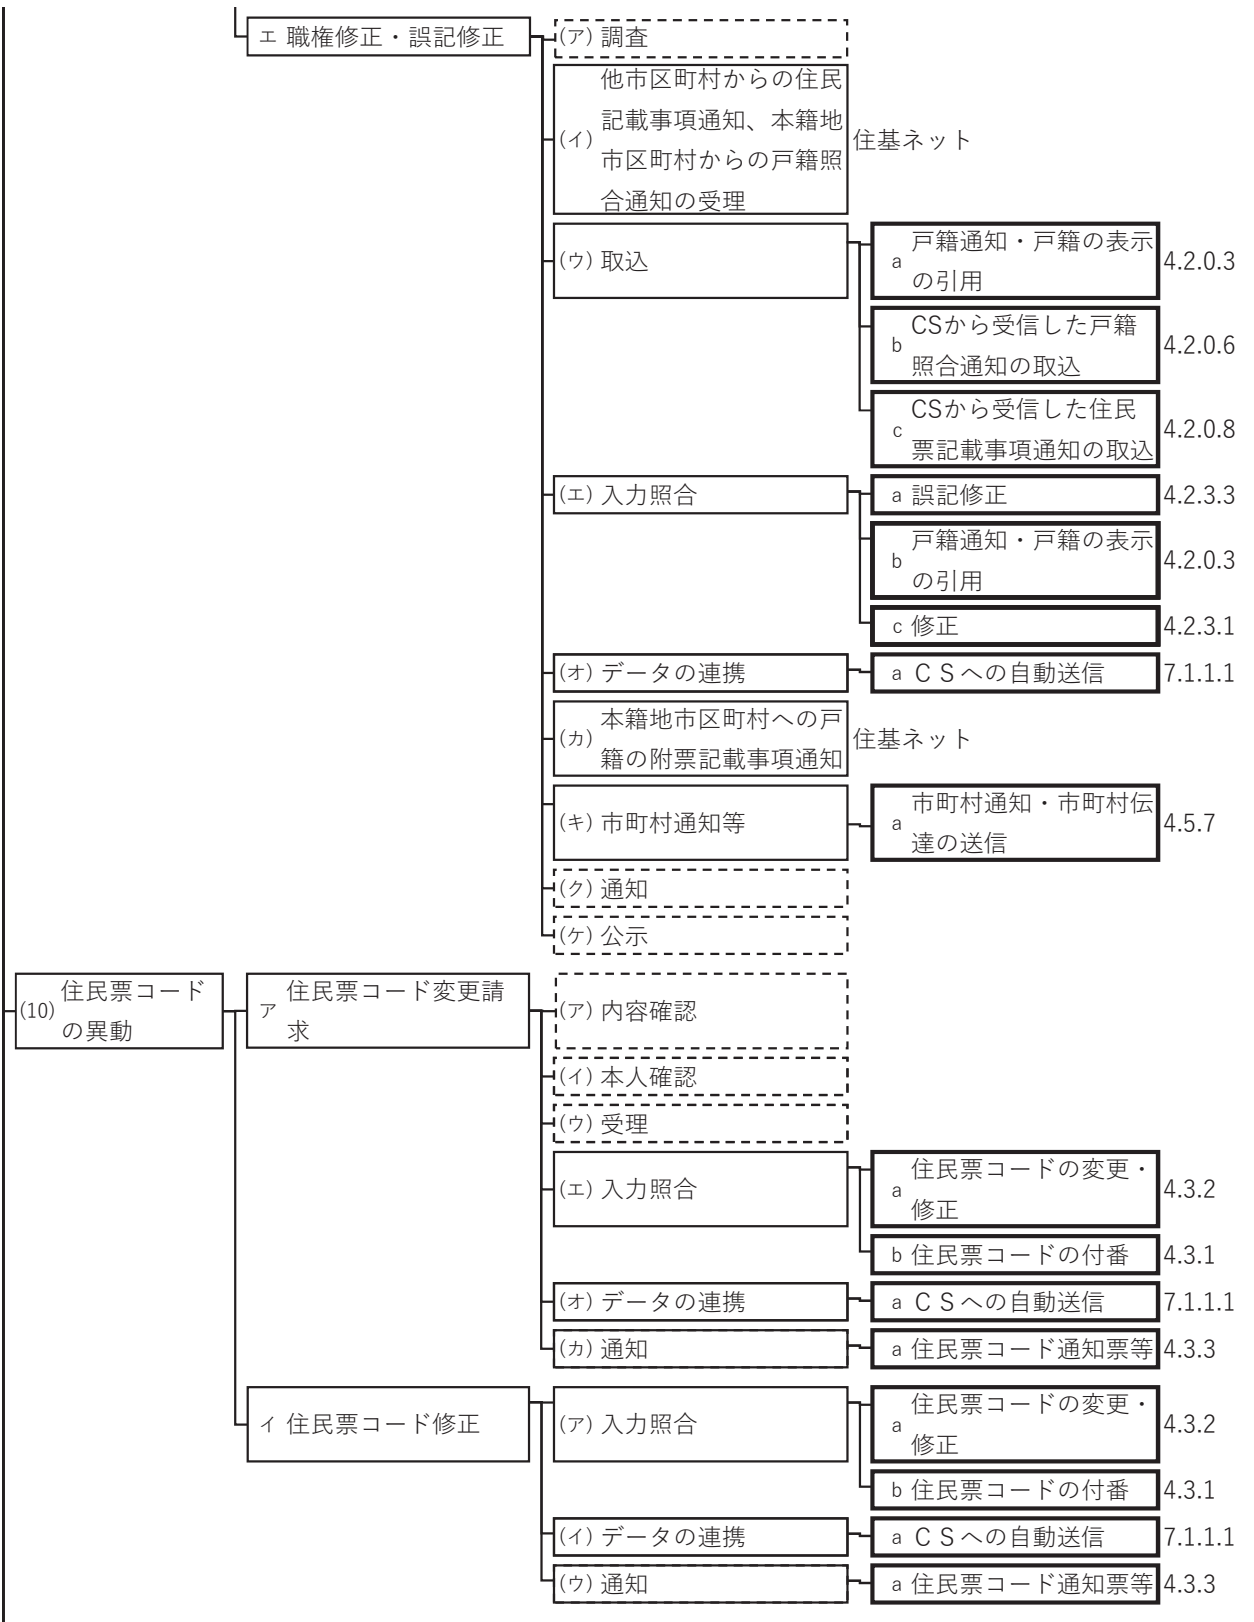 エ 職権修正・誤記修正
(ア) 調査
(イ) 他市区町村からの住民
記載事項通知、本籍地
市区町村からの戸籍照
合通知の受理
住基ネット
(ウ) 取込
a 戸籍通知・戸籍の表示
の引用
4.2.0.3
b CSから受信した戸籍
照合通知の取込
4.2.0.6
c CSから受信した住民
票記載事項通知の取込
4.2.0.8
(エ) 入力照合
a 誤記修正
4.2.3.3
b 戸籍通知・戸籍の表示
の引用
4.2.0.3
c 修正
4.2.3.1
(オ) データの連携
a ＣＳへの自動送信
7.1.1.1
(カ) 本籍地市区町村への戸
籍の附票記載事項通知
住基ネット
(キ) 市町村通知等
a 市町村通知・市町村伝
達の送信
4.5.7
(ク) 通知
(ケ) 公示
(10) 住民票コード
の異動
ア 住民票コード変更請
求
(ア) 内容確認
(イ) 本人確認
(ウ) 受理
(エ) 入力照合
a 住民票コードの変更・
修正
4.3.2
b 住民票コードの付番
4.3.1
(オ) データの連携
a ＣＳへの自動送信
7.1.1.1
(カ) 通知
a 住民票コード通知票等
4.3.3
イ 住民票コード修正
(ア) 入力照合
a 住民票コードの変更・
修正
4.3.2
b 住民票コードの付番
4.3.1
(イ) データの連携
a ＣＳへの自動送信
7.1.1.1
(ウ) 通知
a 住民票コード通知票等
4.3.3